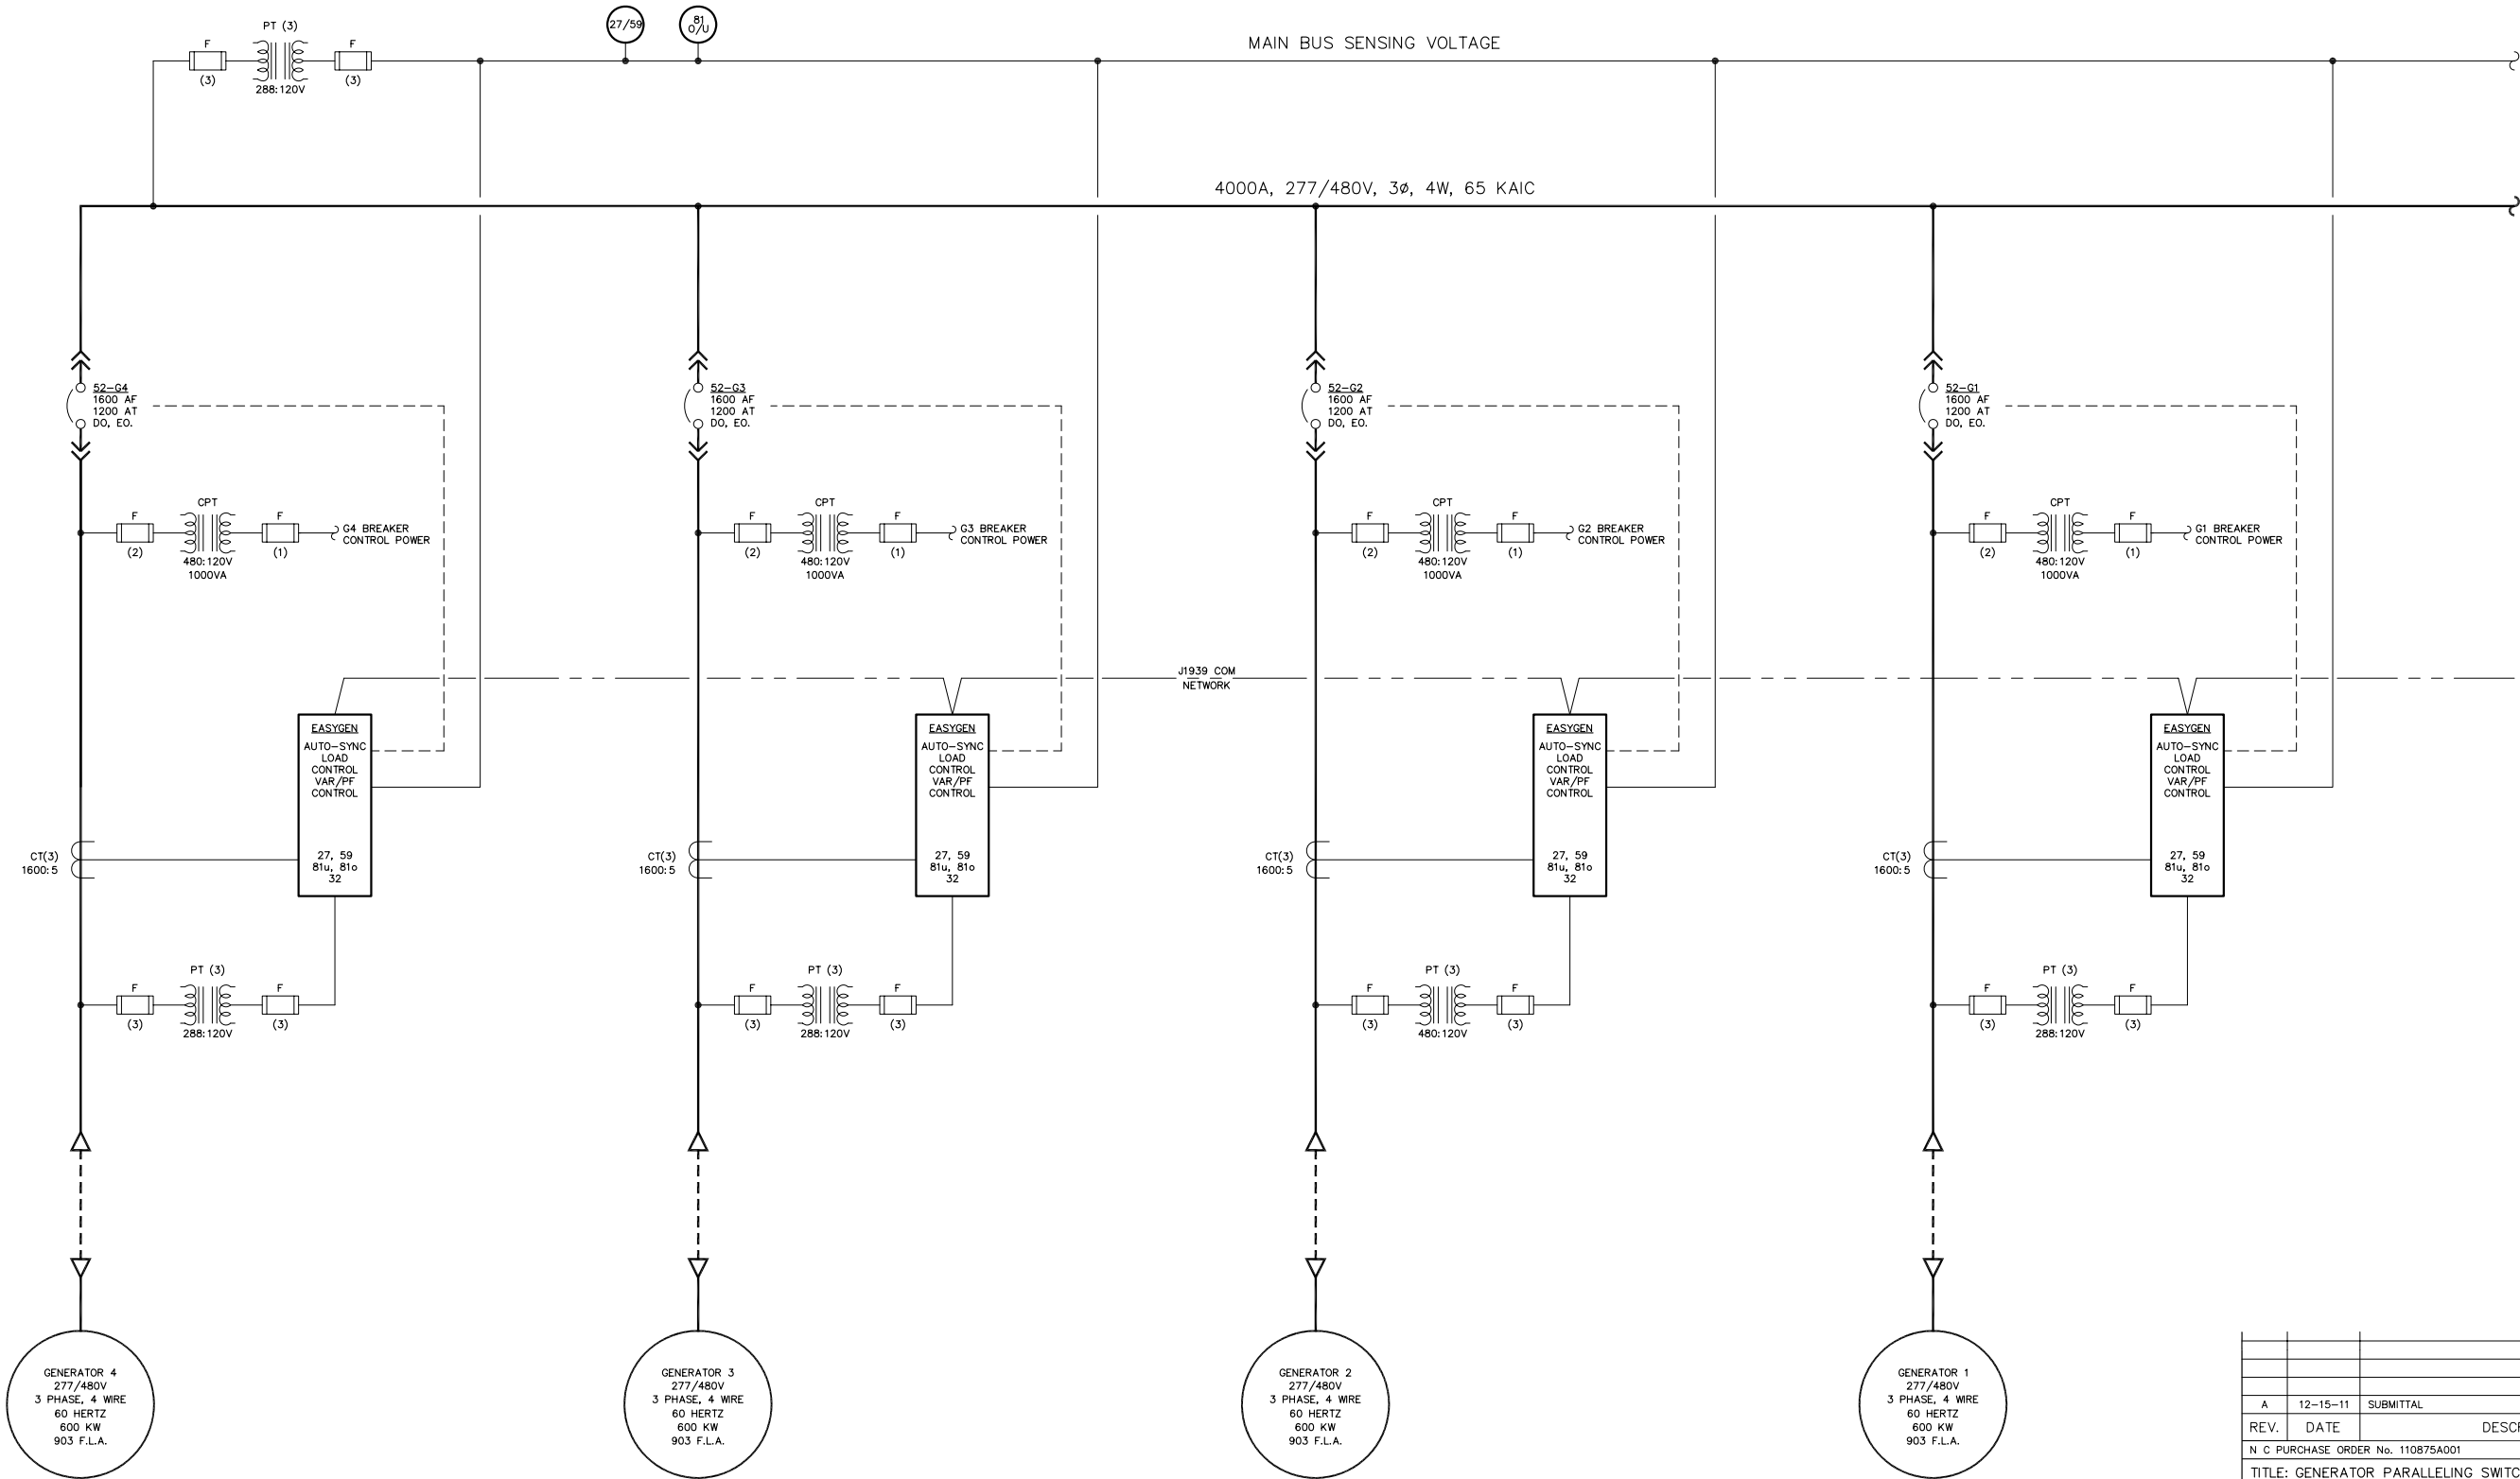 PT (3)
F
(3)
288:120V
F
(3)
27/59
81
O/U
MAIN BUS SENSING VOLTAGE
4000A, 277/480V, 3ø, 4W, 65 KAIC
52-G4
1600 AF
1200 AT
DO, EO.
CPT
F
(2)
480:120V
1000VA
F
(1)
G4 BREAKER
CONTROL POWER
EASYGEN
AUTO-SYNC
LOAD
CONTROL
VAR/PF
CONTROL
27, 59
81u, 81o
32
CT(3)
1600:5
PT (3)
F
(3)
288:120V
F
(3)
GENERATOR 4
277/480V
3 PHASE, 4 WIRE
60 HERTZ
600 KW
903 F.L.A.
52-G3
1600 AF
1200 AT
DO, EO.
CPT
F
(2)
480:120V
1000VA
F
(1)
G3 BREAKER
CONTROL POWER
J1939 COM
NETWORK
EASYGEN
AUTO-SYNC
LOAD
CONTROL
VAR/PF
CONTROL
27, 59
81u, 81o
32
CT(3)
1600:5
PT (3)
F
(3)
288:120V
F
(3)
GENERATOR 3
277/480V
3 PHASE, 4 WIRE
60 HERTZ
600 KW
903 F.L.A.
52-G2
1600 AF
1200 AT
DO, EO.
CPT
F
(2)
480:120V
1000VA
F
(1)
G2 BREAKER
CONTROL POWER
EASYGEN
AUTO-SYNC
LOAD
CONTROL
VAR/PF
CONTROL
27, 59
81u, 81o
32
CT(3)
1600:5
PT (3)
F
(3)
480:120V
F
(3)
GENERATOR 2
277/480V
3 PHASE, 4 WIRE
60 HERTZ
600 KW
903 F.L.A.
52-G1
1600 AF
1200 AT
DO, EO.
CPT
F
(2)
480:120V
1000VA
F
(1)
G1 BREAKER
CONTROL POWER
EASYGEN
AUTO-SYNC
LOAD
CONTROL
VAR/PF
CONTROL
27, 59
81u, 81o
32
CT(3)
1600:5
PT (3)
F
(3)
288:120V
F
(3)
GENERATOR 1
277/480V
3 PHASE, 4 WIRE
60 HERTZ
600 KW
903 F.L.A.
A 12-15-11 SUBMITTAL
REV. DATE
N C PURCHASE ORDER No. 110875A001
TITLE: GENERATOR PARALLELING